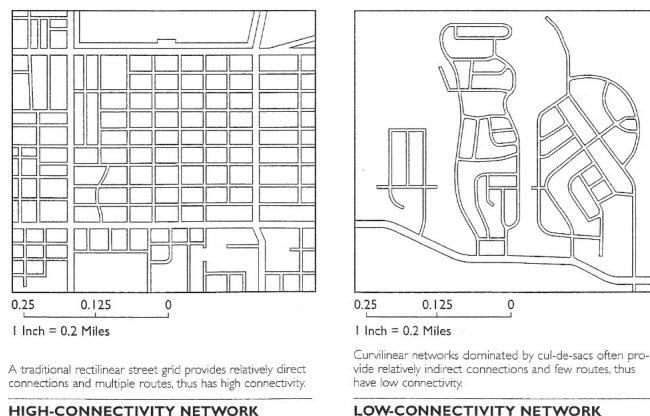 0.25 0.125 0
1 Inch = 0.2 Miles
A traditional rectilinear street grid provides relatively direct
connections and multiple routes, thus has high connectivity.
HIGH-CONNECTIVITY NETWORK
0.25 0.125 0
1 Inch = 0.2 Miles
Curvilinear networks dominated by cul-de-sacs often pro-
vide relatively indirect connections and few routes, thus
have low connectivity.
LOW-CONNECTIVITY NETWORK